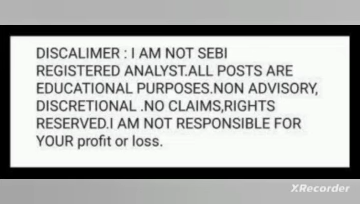 DISCALIMER : I AM NOT SEBI
REGISTERED ANALYST.ALL POSTS ARE
EDUCATIONAL PURPOSES.NON ADVISORY,
DISCRETIONAL .NO CLAIMS,RIGHTS
RESERVED.I AM NOT RESPONSIBLE FOR
YOUR profit or loss.
XRecorder